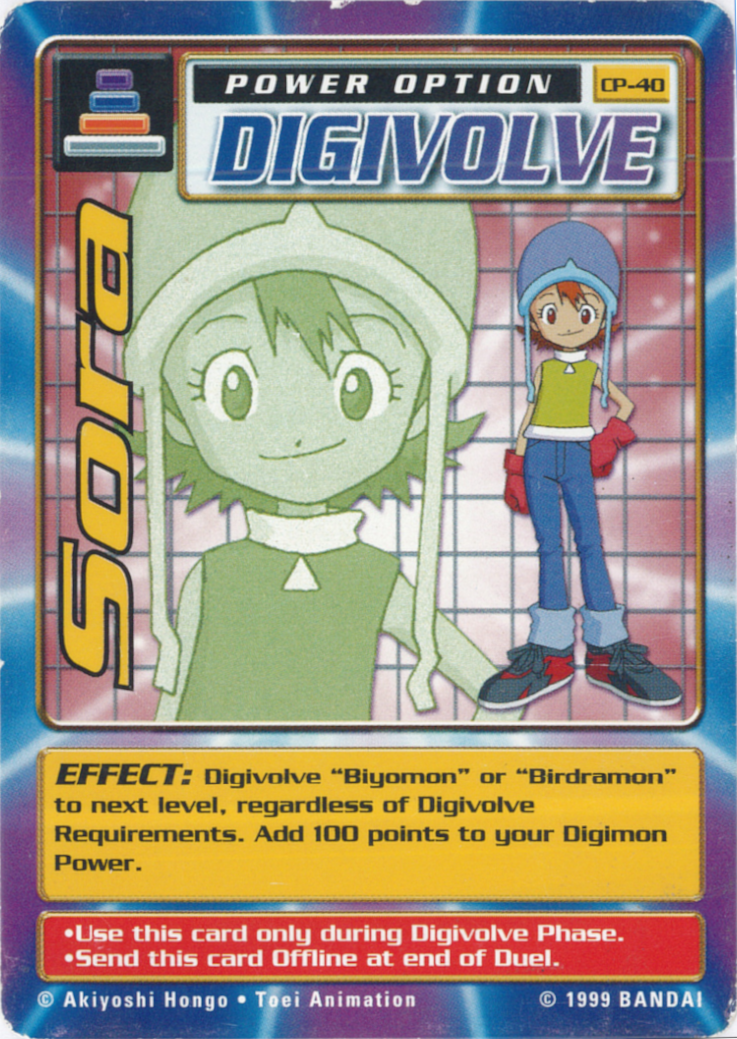 POWER OPTION
CP-40
DIGIVOLVE
Sora
EFFECT: Digivolve “Biyomon” or “Birdramon”
to next level, regardless of Digivolve
Requirements. Add 100 points to your Digimon
Power.
•Use this card only during Digivolve Phase.
•Send this card Offline at end of Duel.
© Akiyoshi Hongo • Toei Animation
© 1999 BANDAI